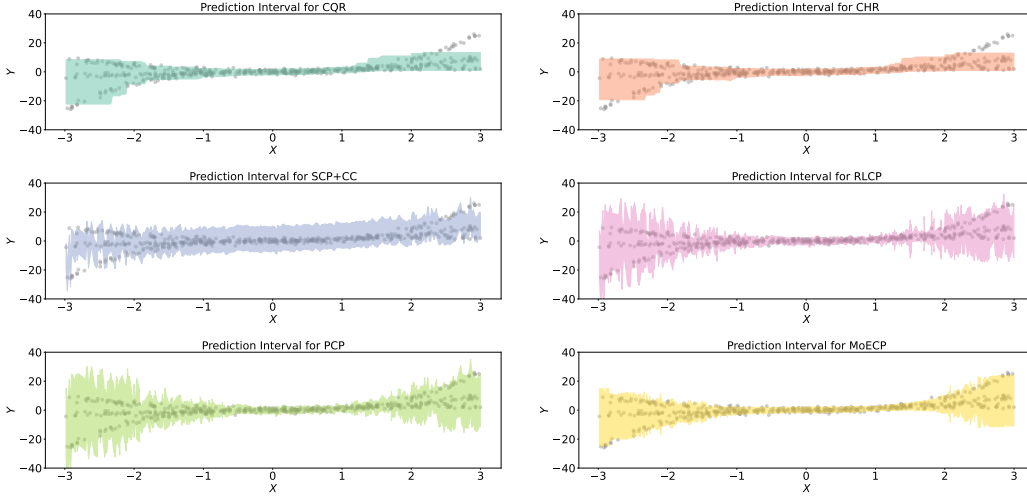 Prediction Interval for CQR
40
20
0
−20
−40
Y
−3 −2 −1 0 1 2 3
X
Prediction Interval for CHR
40
20
0
−20
−40
Y
−3 −2 −1 0 1 2 3
X
Prediction Interval for SCP+CC
40
20
0
−20
−40
Y
−3 −2 −1 0 1 2 3
X
Prediction Interval for RLCP
40
20
0
−20
−40
Y
−3 −2 −1 0 1 2 3
X
Prediction Interval for PCP
40
20
0
−20
−40
Y
−3 −2 −1 0 1 2 3
X
Prediction Interval for MoECP
40
20
0
−20
−40
Y
−3 −2 −1 0 1 2 3
X